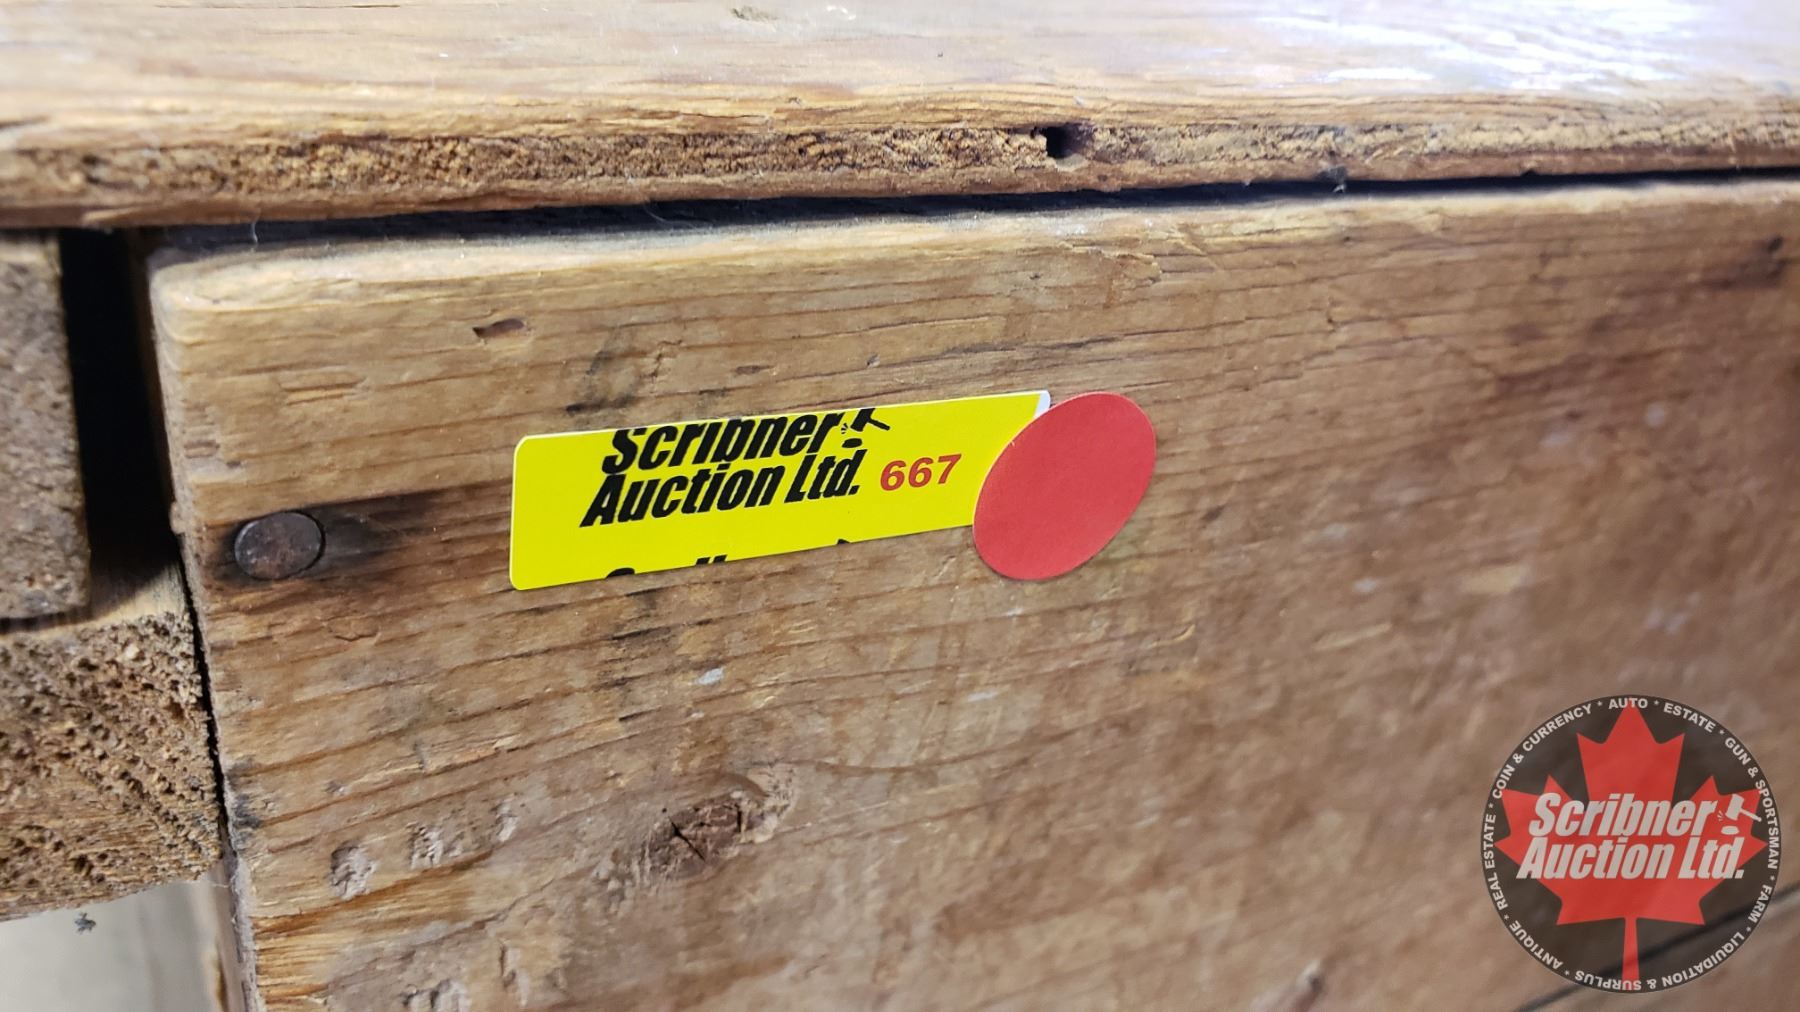 Scribner
Auction Ltd. 667
COIN & CURRENCY * AUTO * ESTATE * GUN & SPORTSMAN * FARM * LIQUIDATION & SURPLUS * ANTIQUE * REAL ESTATE *
Scribner
Auction Ltd.